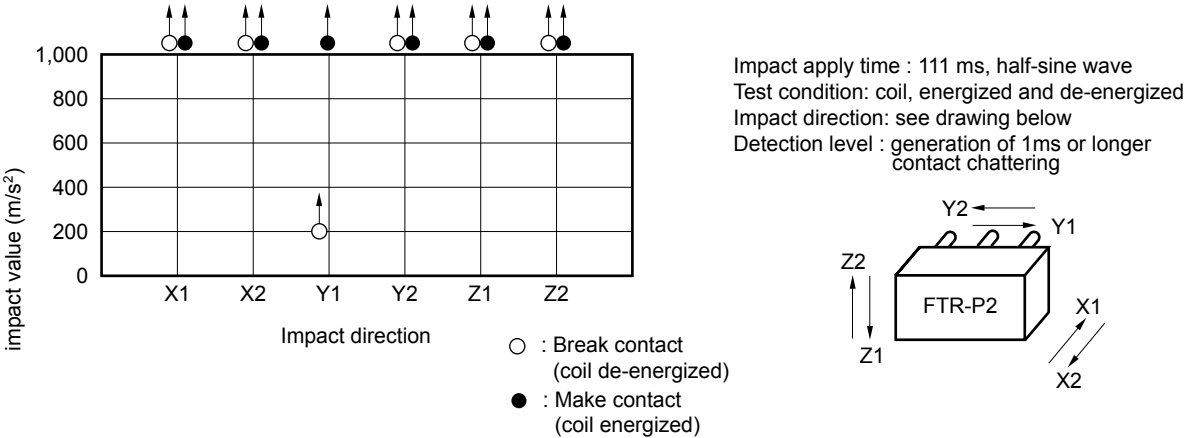 1,000
800
600
400
200
0
impact value (m/s²)
X1 X2 Y1 Y2 Z1 Z2
Impact direction
: Break contact
(coil de-energized)
: Make contact
(coil energized)
Impact apply time : 111 ms, half-sine wave
Test condition: coil, energized and de-energized
Impact direction: see drawing below
Detection level : generation of 1ms or longer
contact chattering
Y2
Y1
Z2
FTR-P2
X1
Z1
X2